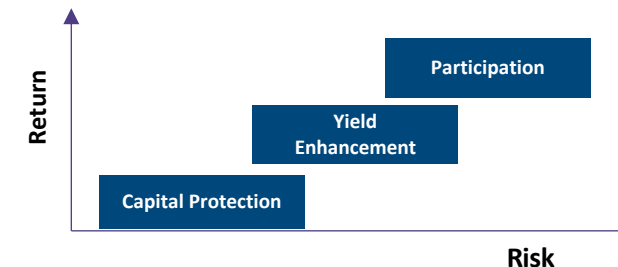 Return
Participation
Yield
Enhancement
Capital Protection
Risk